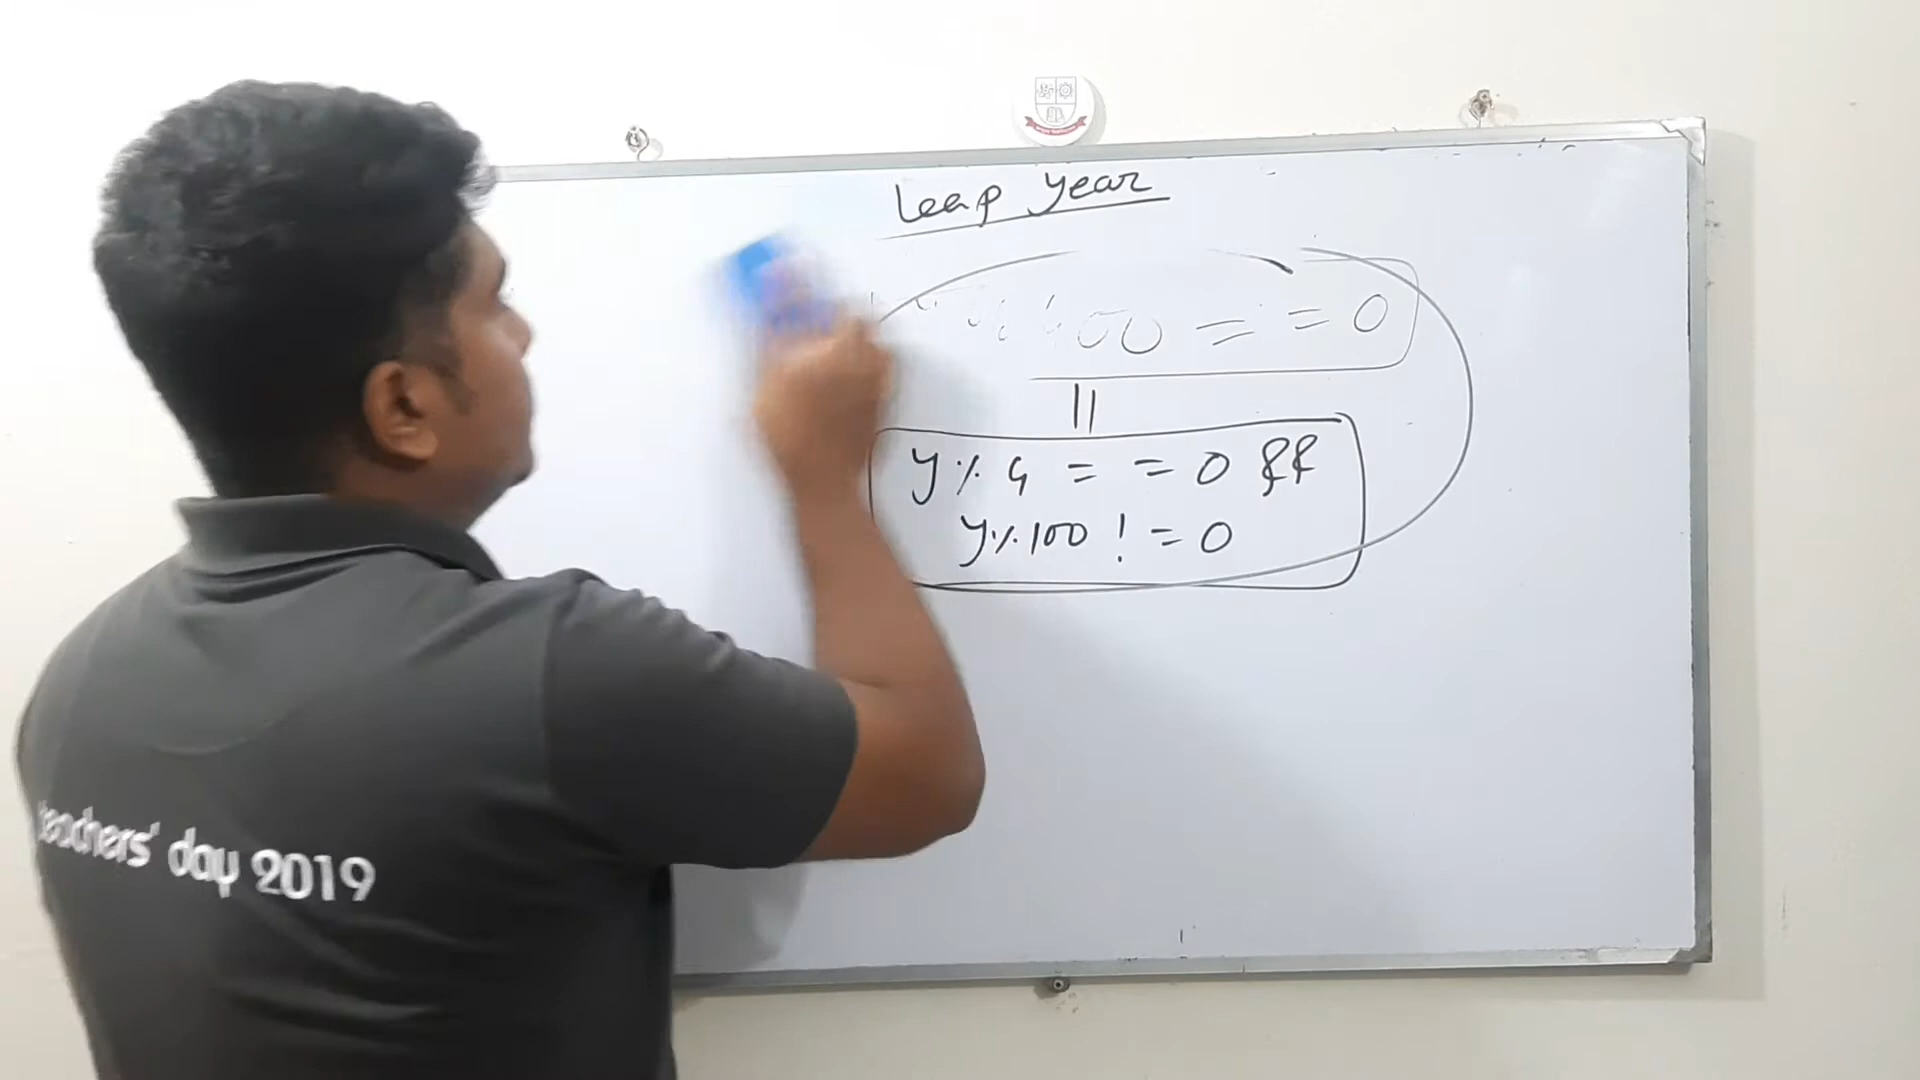 Leap Year
400 = = 0
||
y % 4 = = 0 &&
y % 100 ! = 0
teachers' day 2019